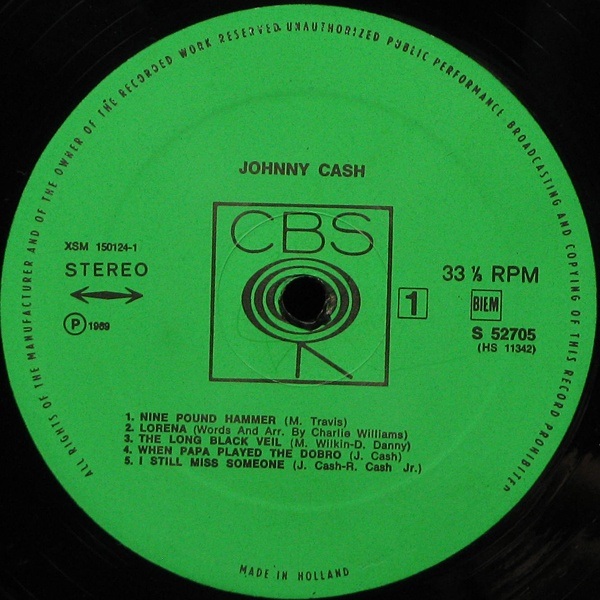 ALL RIGHTS OF THE MANUFACTURER AND OF THE OWNER OF THE RECORDED WORK RESERVED. UNAUTHORIZED PUBLIC PERFORMANCE BROADCASTING AND COPYING OF THIS RECORD PROHIBITED
JOHNNY CASH
CBS
XSM 150124-1
STEREO
Ⓟ 1969
33 ⅓ RPM
1
BIEM
S 52705
(HS 11342)
1. NINE POUND HAMMER (M. Travis)
2. LORENA (Words And Arr. By Charlie Williams)
3. THE LONG BLACK VEIL (M. Wilkin-D. Danny)
4. WHEN PAPA PLAYED THE DOBRO (J. Cash)
5. I STILL MISS SOMEONE (J. Cash-R. Cash Jr.)
MADE IN HOLLAND